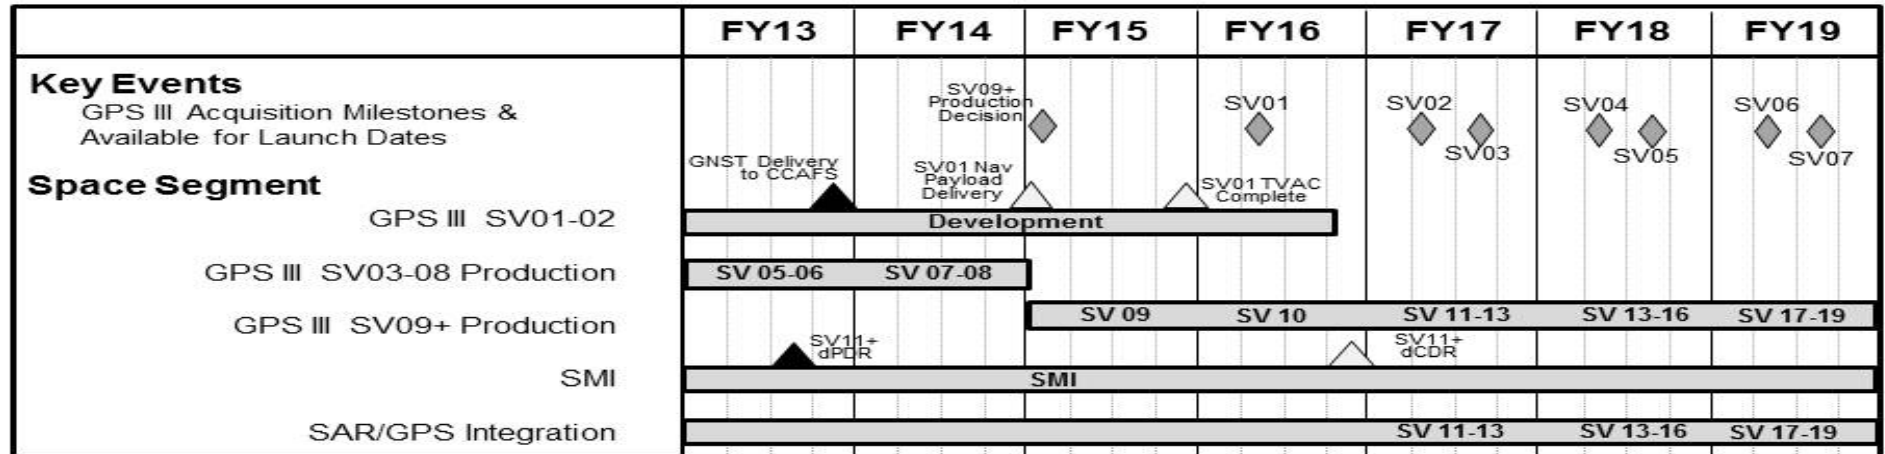 FY13 FY14 FY15 FY16 FY17 FY18 FY19
Key Events
GPS III Acquisition Milestones &
Available for Launch Dates
SV09+
Production
Decision
SV01
SV02
SV03
SV04
SV05
SV06
SV07
Space Segment
GNST Delivery
to CCAFS
SV01 Nav
Payload
Delivery
SV01 TVAC
Complete
GPS III SV01-02
Development
GPS III SV03-08 Production
SV 05-06 SV 07-08
GPS III SV09+ Production
SV 09 SV 10 SV 11-13 SV 13-16 SV 17-19
SV11+
dPDR
SV11+
dCDR
SMI
SMI
SAR/GPS Integration
SV 11-13 SV 13-16 SV 17-19